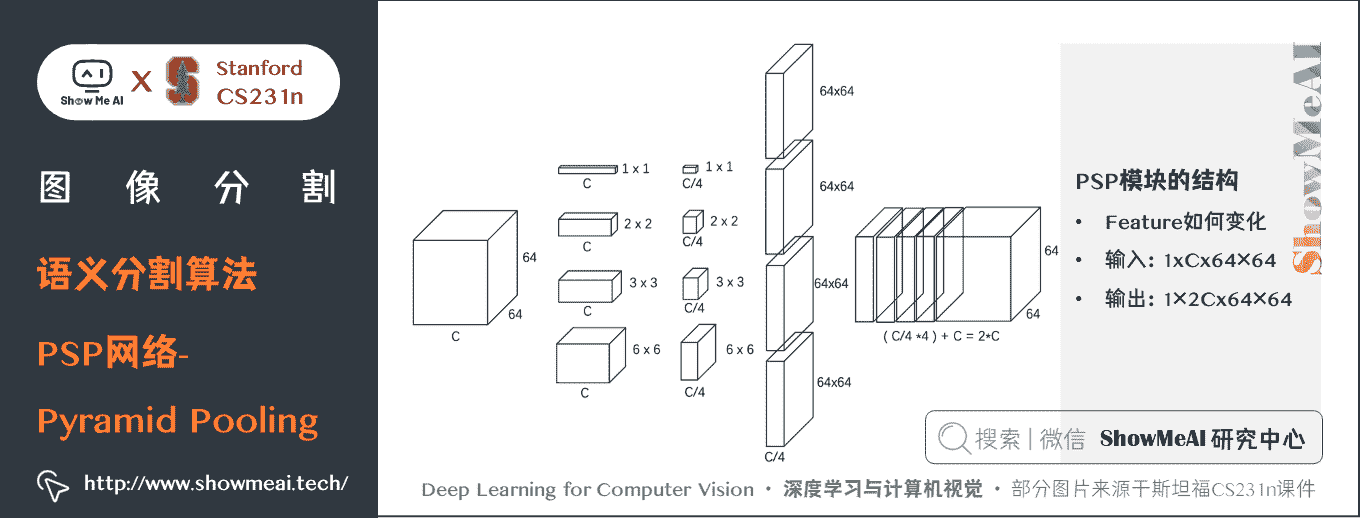 Show Me AI
X
Stanford
CS231n
图像分割
语义分割算法
PSP网络-
Pyramid Pooling
http://www.showmeai.tech/
64
64
C
1 x 1
C
2 x 2
C
3 x 3
C
6 x 6
C
1 x 1
C/4
2 x 2
C/4
3 x 3
C/4
6 x 6
C/4
64x64
64x64
64x64
64x64
C/4
64
64
( C/4 *4 ) + C = 2*C
PSP模块的结构
• Feature如何变化
• 输入: 1xCx64×64
• 输出: 1×2Cx64×64
ShowMeAI
搜索 | 微信 ShowMeAI 研究中心
Deep Learning for Computer Vision · 深度学习与计算机视觉 · 部分图片来源于斯坦福CS231n课件